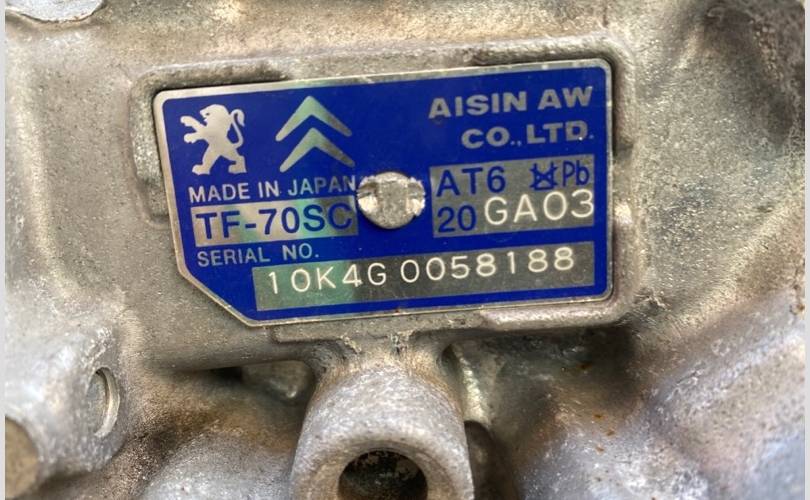 AISIN AW
CO.,LTD.
MADE IN JAPAN
AT6 Pb
TF-70SC
20 GA03
SERIAL NO.
10K4G 0058188